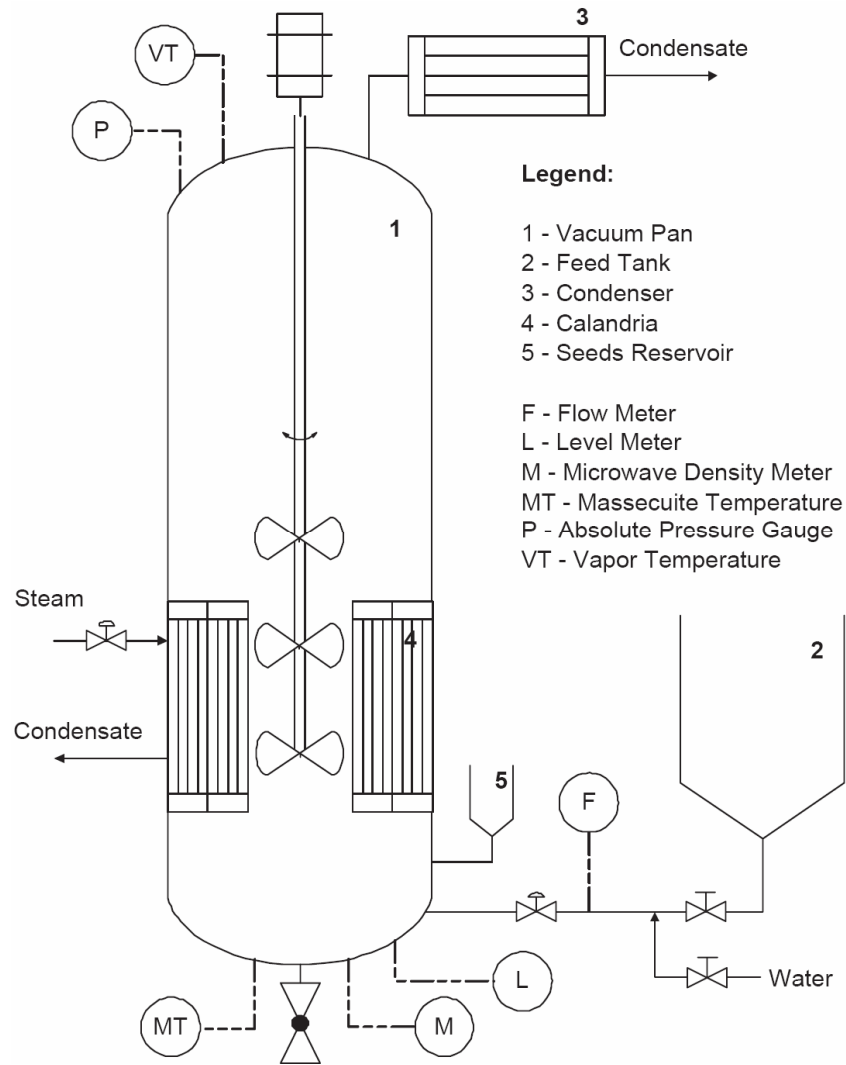 3
VT
Condensate
P
Legend:
1
1 - Vacuum Pan
2 - Feed Tank
3 - Condenser
4 - Calandria
5 - Seeds Reservoir
F - Flow Meter
L - Level Meter
M - Microwave Density Meter
MT - Massecuite Temperature
P - Absolute Pressure Gauge
VT - Vapor Temperature
Steam
4
2
Condensate
5
F
L
Water
MT
M